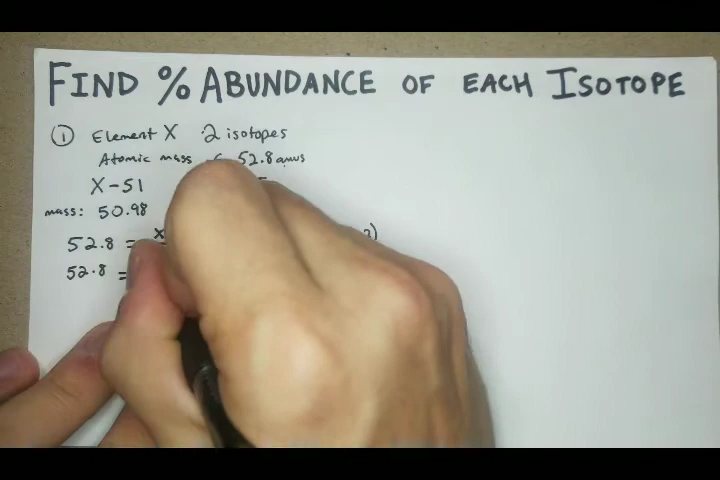 FIND % ABUNDANCE OF EACH ISOTOPE
① Element X ·2 isotopes
Atomic mass 52.8 amus
X-51
mass: 50.98
52.8 = x
52.8 =